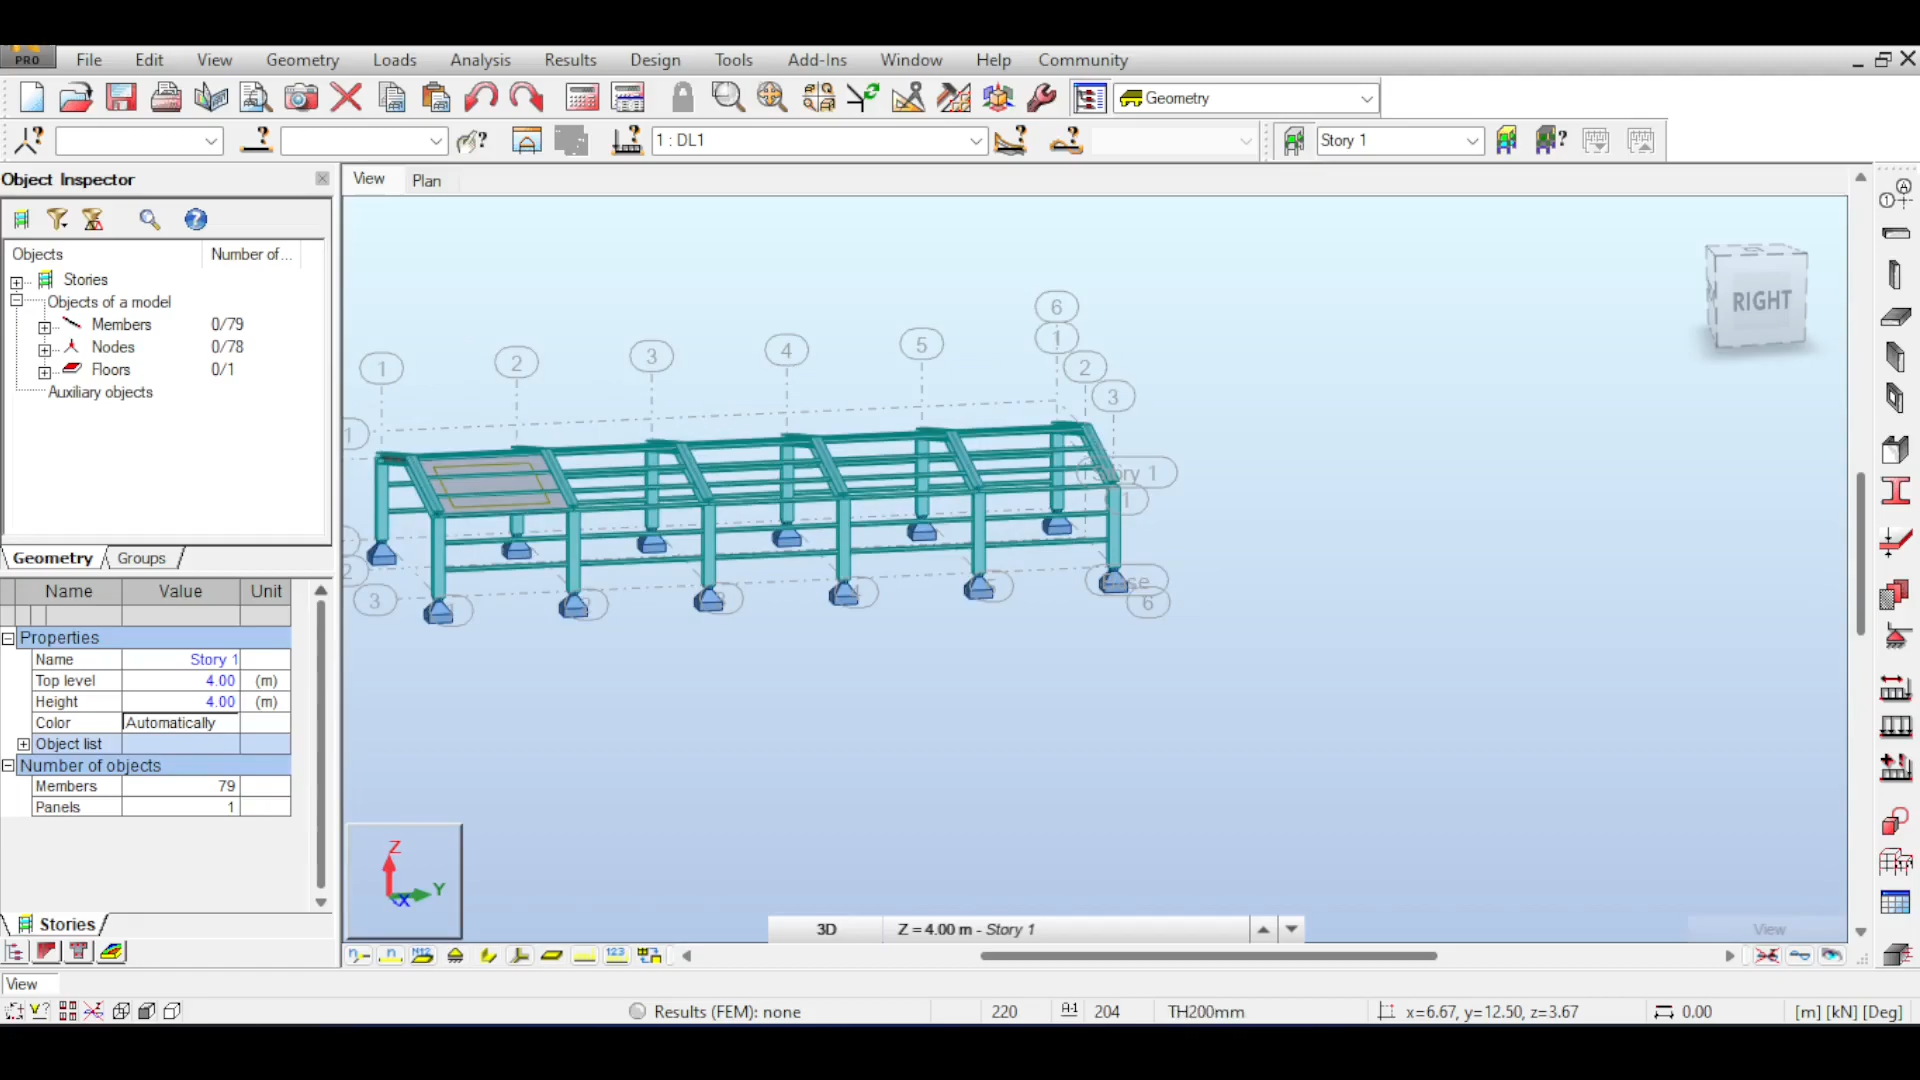 PRO File Edit View Geometry Loads Analysis Results Design Tools Add-Ins Window Help Community
Geometry
1 : DL1
Story 1
Object Inspector
View Plan
Objects Number of...
Stories
Objects of a model
Members 0/79
Nodes 0/78
Floors 0/1
Auxiliary objects
Geometry Groups
Name Value Unit
Properties
Name Story 1
Top level 4.00 (m)
Height 4.00 (m)
Color Automatically
Object list
Number of objects
Members 79
Panels 1
Stories
RIGHT
6
1 2 3 4 5 1
2
3
1
1
2
3
6
Z
Y
X
3D Z = 4.00 m - Story 1
View
View
Results (FEM): none 220 204 TH200mm x=6.67, y=12.50, z=3.67 0.00 [m] [kN] [Deg]